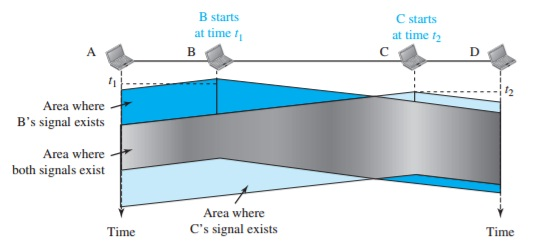 B starts
at time t1
C starts
at time t2
A
B
C
D
t1
t2
Area where
B's signal exists
Area where
both signals exist
Area where
C's signal exists
Time
Time